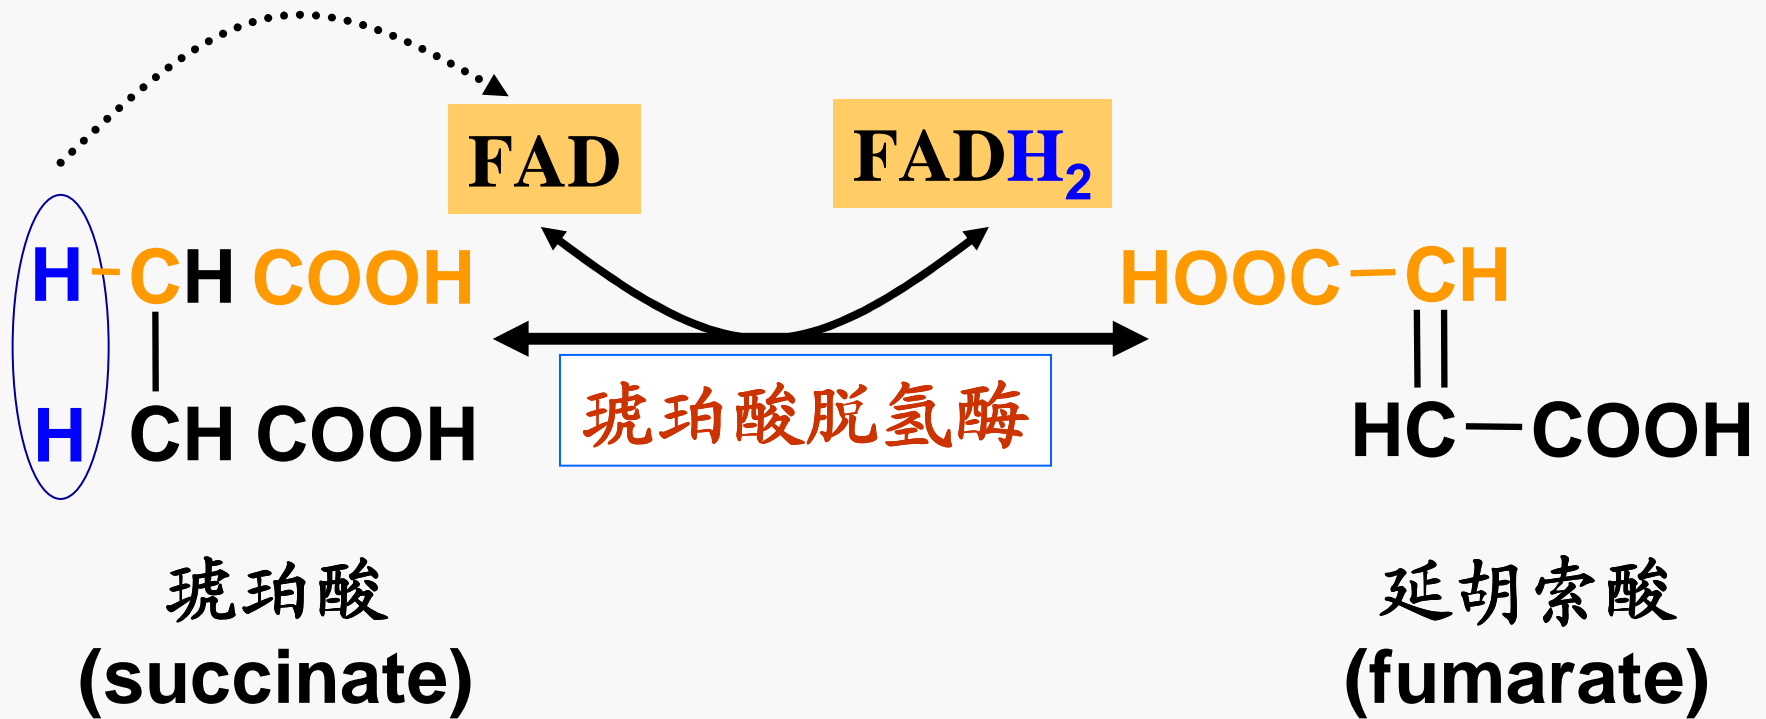 FAD
FADH₂
H-CH COOH
HOOC-CH
H CH COOH
琥珀酸脱氢酶
HC-COOH
琥珀酸
(succinate)
延胡索酸
(fumarate)